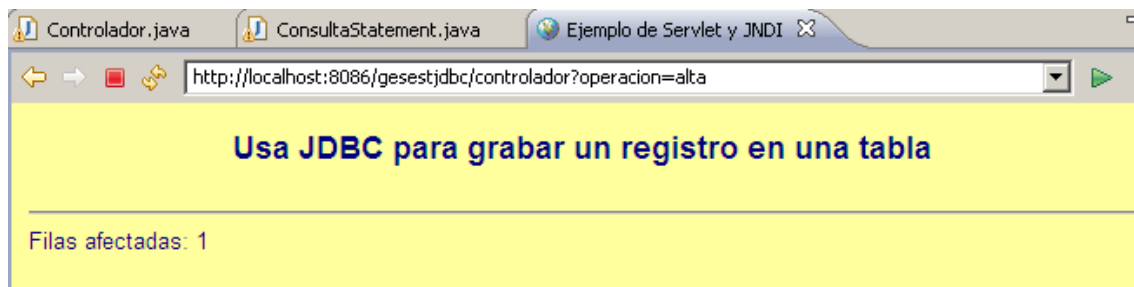 Controlador.java ConsultaStatement.java Ejemplo de Servlet y JNDI
http://localhost:8086/gesestjdbc/controlador?operacion=alta
Usa JDBC para grabar un registro en una tabla
Filas afectadas: 1